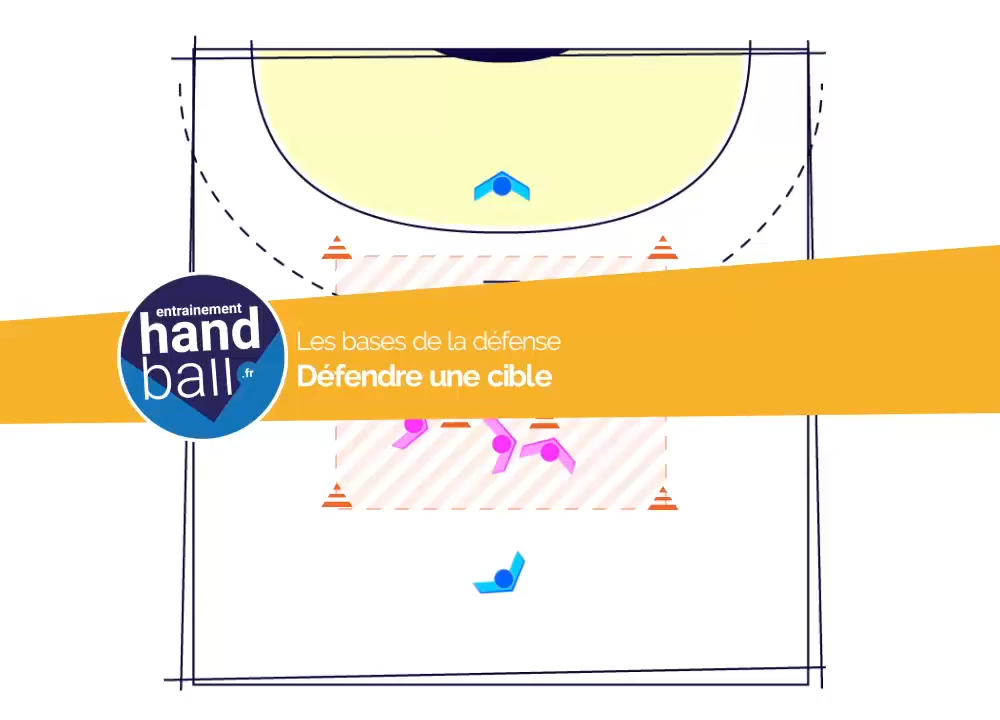 entrainement
hand
ball.fr
Les bases de la défense
Défendre une cible